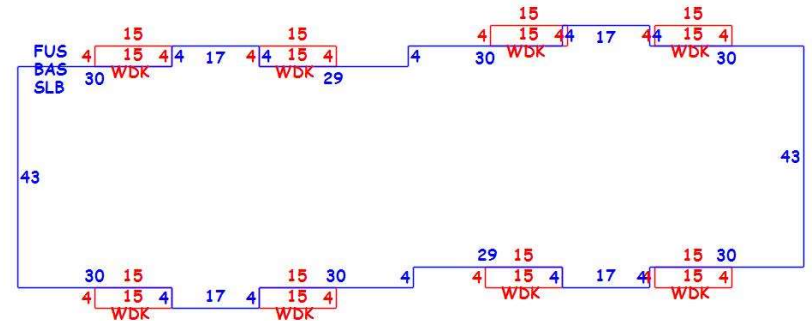 15 15 15 15
4 4 17 4 4 4 4 17 4 4
FUS 15 4 4 15 4 15 4 4 15 4
BAS WDK WDK 4 30 WDK WDK 30
SLB 30 29
43 43
30 15 15 30 29 15 15 30
4 15 4 17 4 15 4 4 4 15 4 17 4 4 15 4
WDK WDK WDK WDK